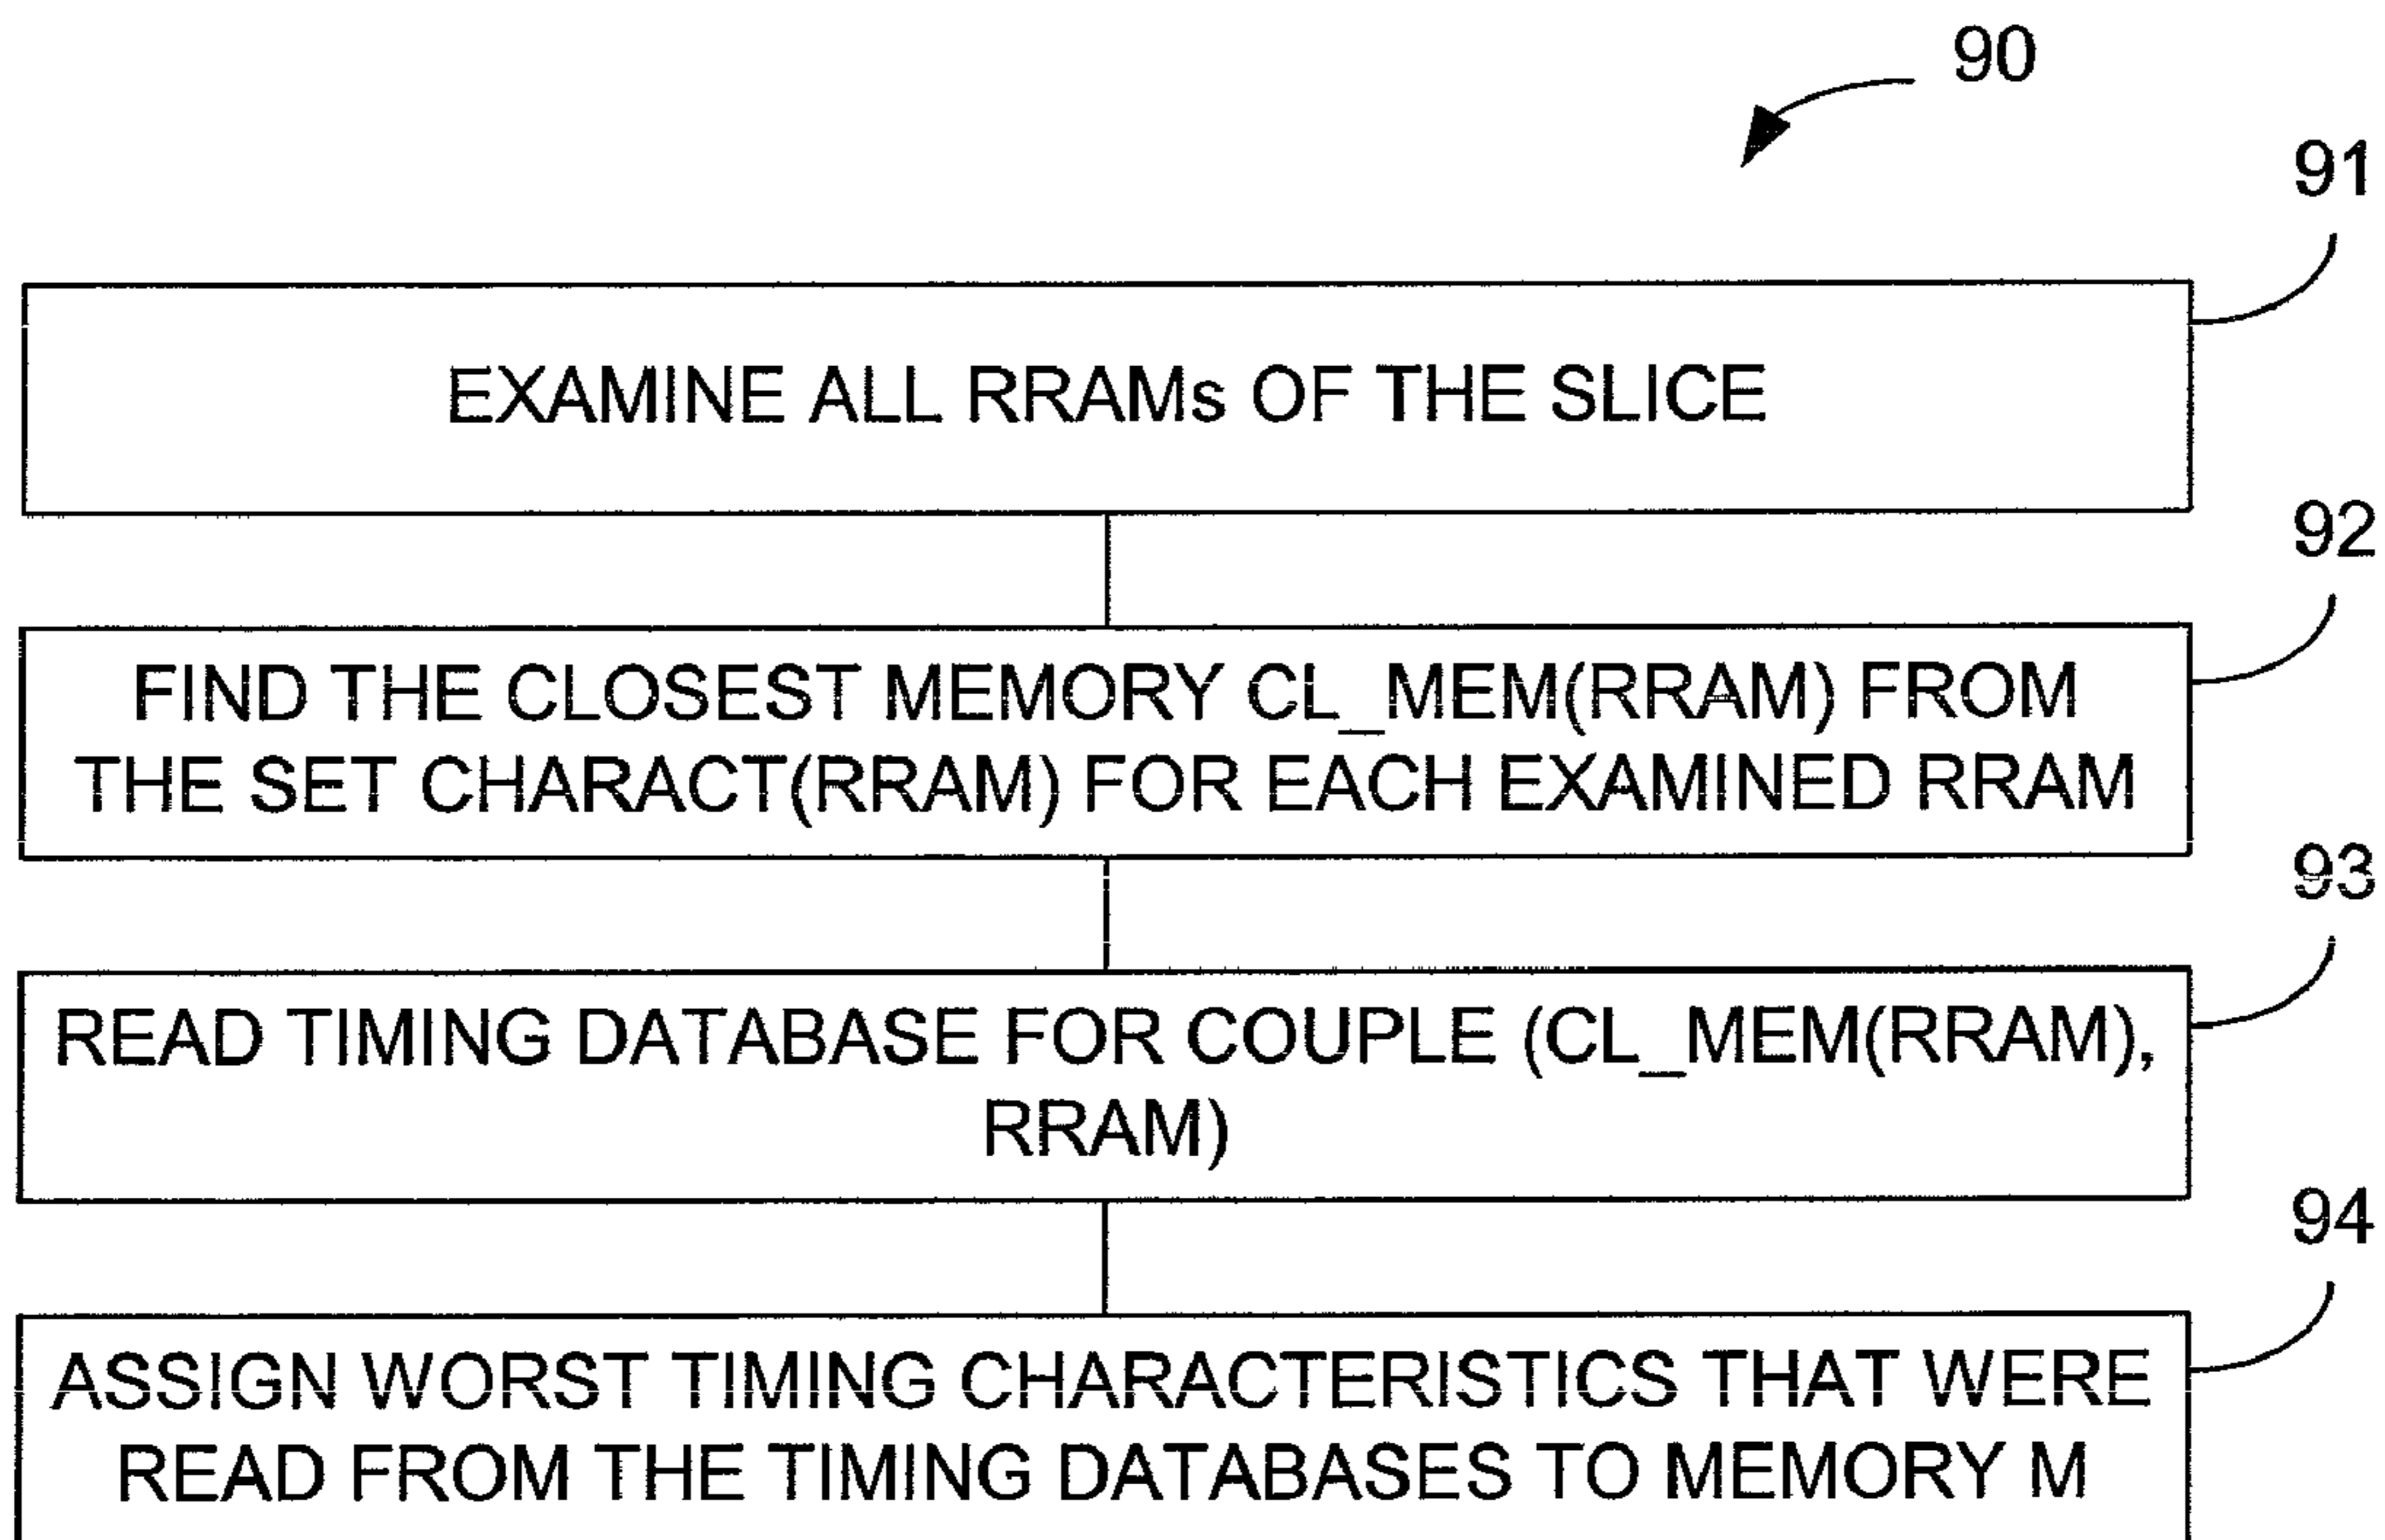 90
91
EXAMINE ALL RRAMs OF THE SLICE
92
FIND THE CLOSEST MEMORY CL_MEM(RRAM) FROM
THE SET CHARACT(RRAM) FOR EACH EXAMINED RRAM
93
READ TIMING DATABASE FOR COUPLE (CL_MEM(RRAM),
RRAM)
94
ASSIGN WORST TIMING CHARACTERISTICS THAT WERE
READ FROM THE TIMING DATABASES TO MEMORY M